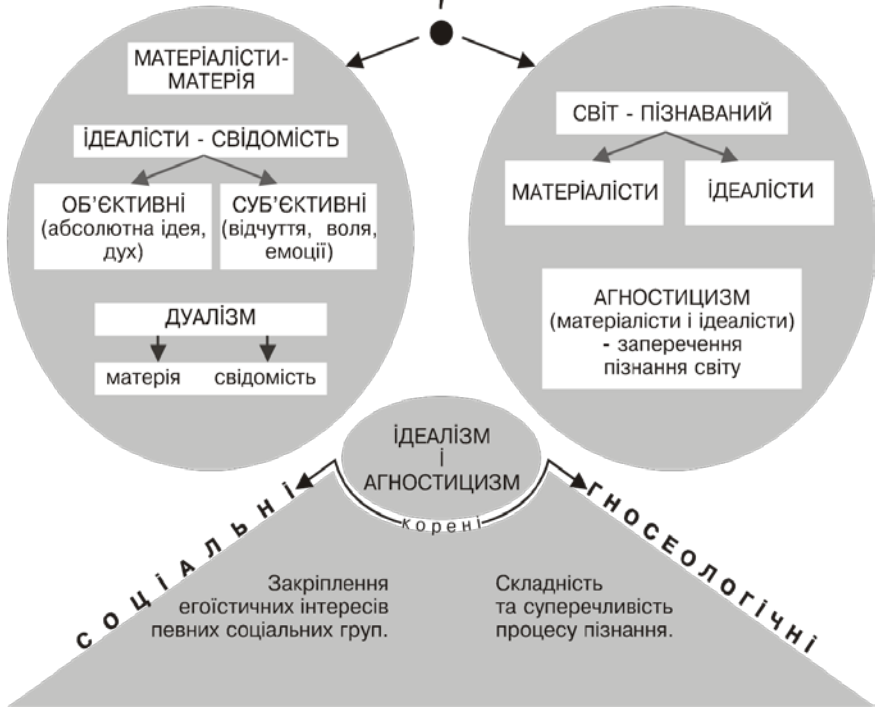 МАТЕРІАЛІСТИ-
МАТЕРІЯ
ІДЕАЛІСТИ - СВІДОМІСТЬ
ОБ’ЄКТИВНІ
(абсолютна ідея,
дух)
СУБ’ЄКТИВНІ
(відчуття, воля,
емоції)
ДУАЛІЗМ
матерія свідомість
СВІТ - ПІЗНАВАНИЙ
МАТЕРІАЛІСТИ
ІДЕАЛІСТИ
АГНОСТИЦИЗМ
(матеріалісти і ідеалісти)
- заперечення
пізнання світу
ІДЕАЛІЗМ
І
АГНОСТИЦИЗМ
корені
СОЦІАЛЬНІ
ГНОСЕОЛОГІЧНІ
Закріплення
егоїстичних інтересів
певних соціальних груп.
Складність
та суперечливість
процесу пізнання.